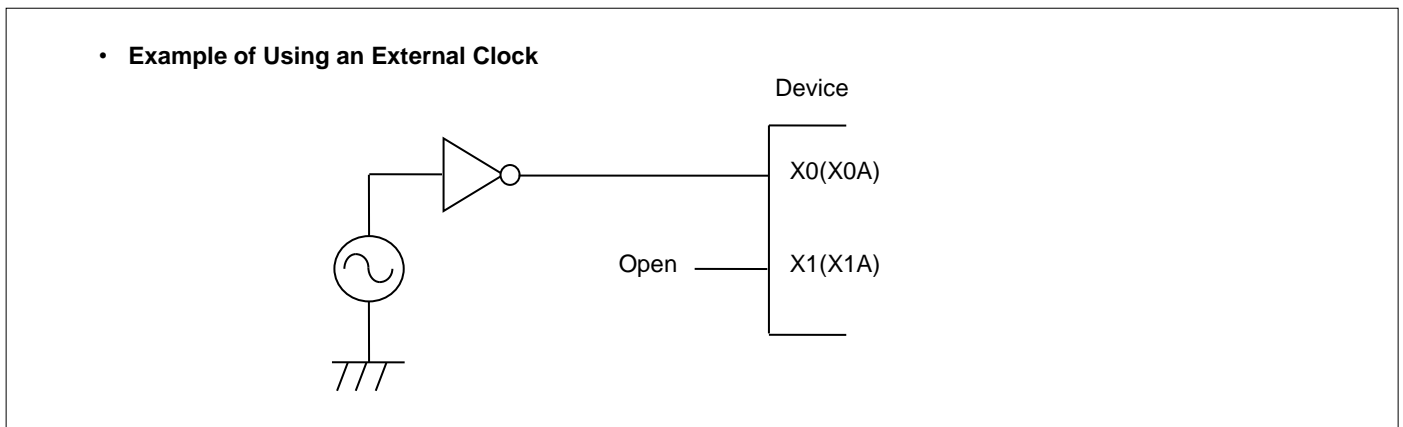 • Example of Using an External Clock
Device
X0(X0A)
Open X1(X1A)